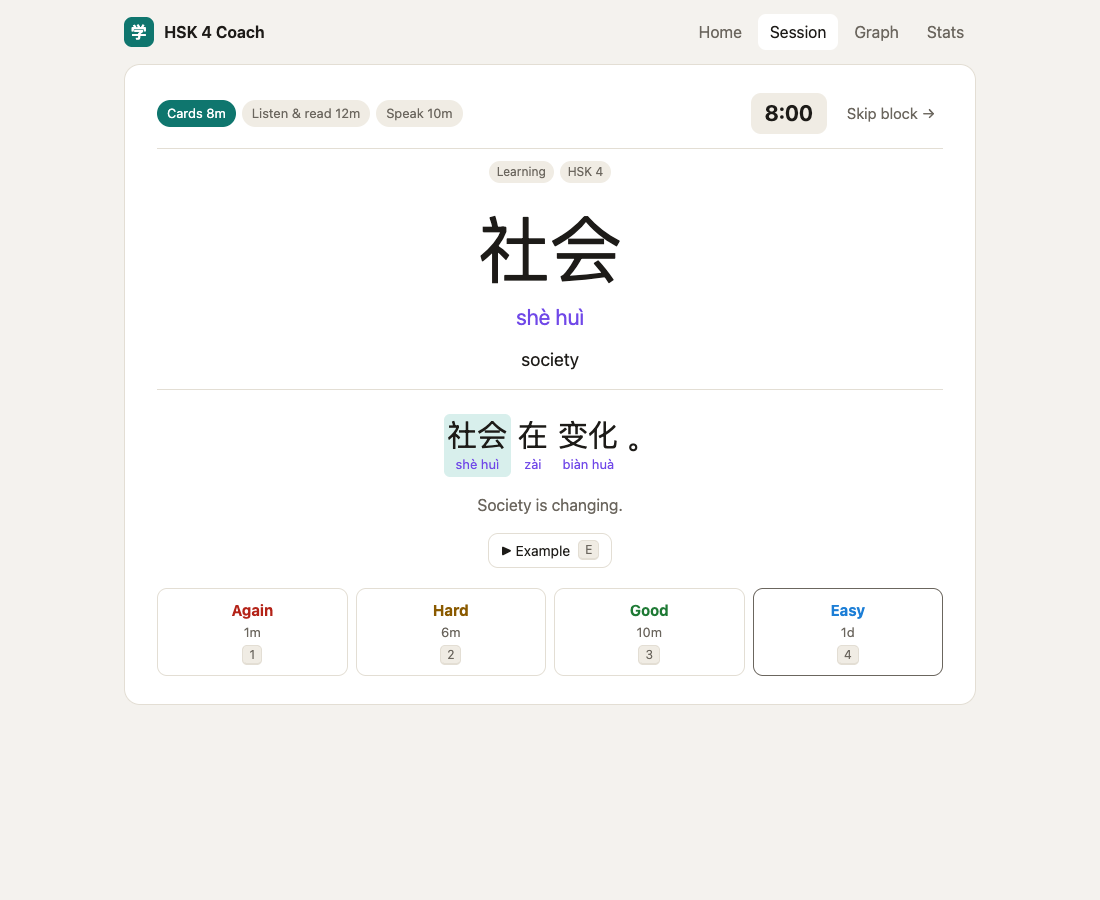 学 HSK 4 Coach Home Session Graph Stats
Cards 8m Listen & read 12m Speak 10m 8:00 Skip block →
Learning HSK 4
社会
shè huì
society
社会 在 变化 。
shè huì zài biàn huà
Society is changing.
▶ Example E
Again Hard Good Easy
1m 6m 10m 1d
1 2 3 4